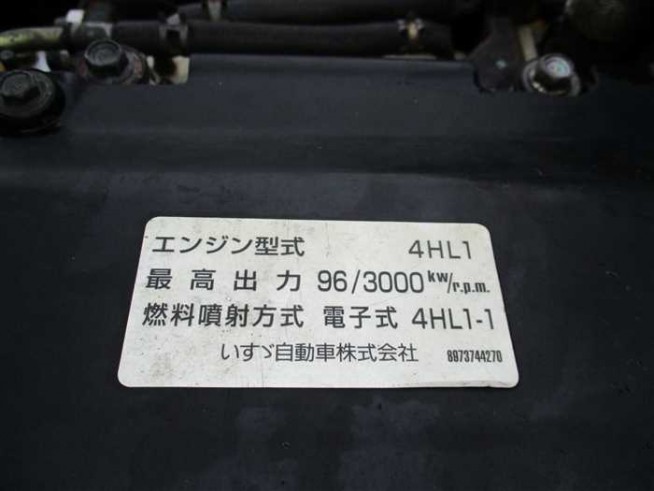 エンジン型式 4HL1
最高出力 96/3000 kw/r.p.m.
燃料噴射方式 電子式 4HL1-1
いすゞ自動車株式会社 8973744270